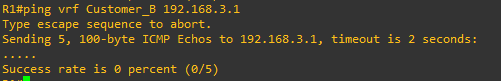 R1#ping vrf Customer_B 192.168.3.1
Type escape sequence to abort.
Sending 5, 100-byte ICMP Echos to 192.168.3.1, timeout is 2 seconds:
.....
Success rate is 0 percent (0/5)